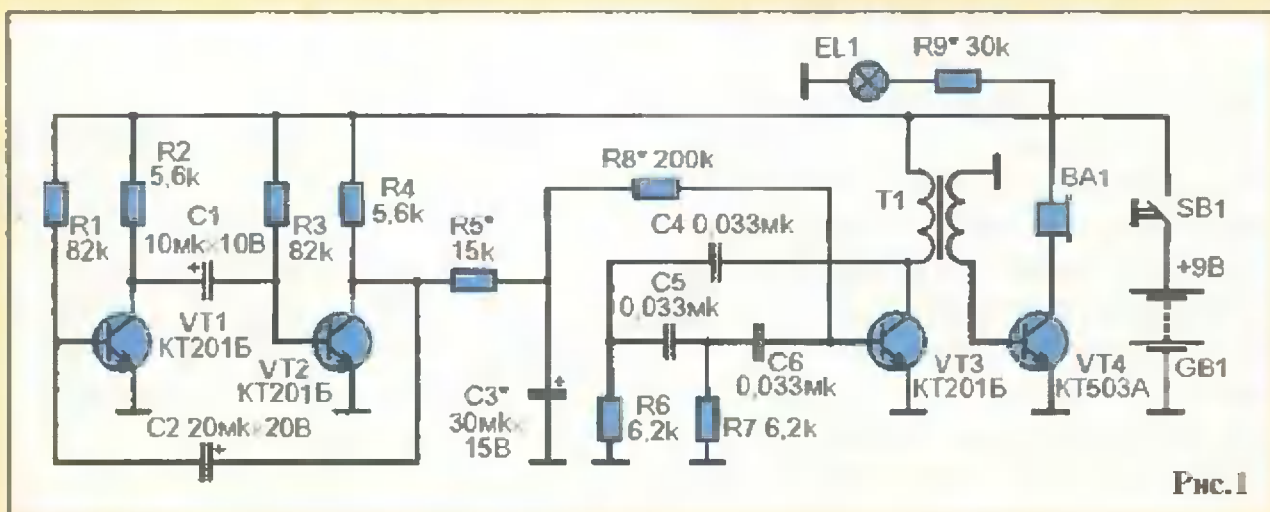 EL1
R9* 30k
R2
5,6k
R1
82k
C1
10мк×10В
R3
82k
R4
5,6k
R5*
15k
R8* 200k
C4 0,033мк
C5
0,033мк
T1
BA1
SB1
+9В
VT1
КТ201Б
VT2
КТ201Б
C2 20мк×20В
C3*
30мк×
15В
R6
6,2k
R7 6,2k
C6
0,033мк
VT3
КТ201Б
VT4
КТ503А
GB1
Рис.1